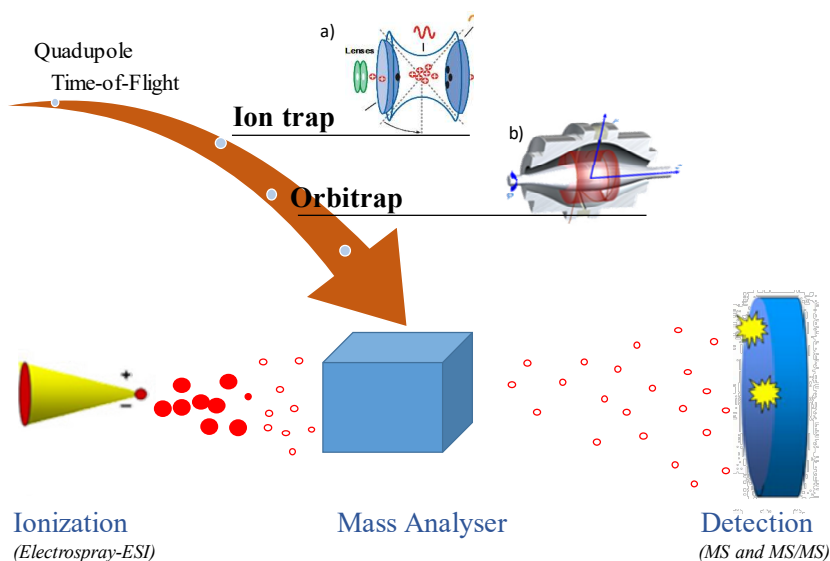 a)
Quadupole
Lenses
Time-of-Flight
Ion trap
b)
Orbitrap
+
−
Ionization
(Electrospray-ESI)
Mass Analyser
Detection
(MS and MS/MS)